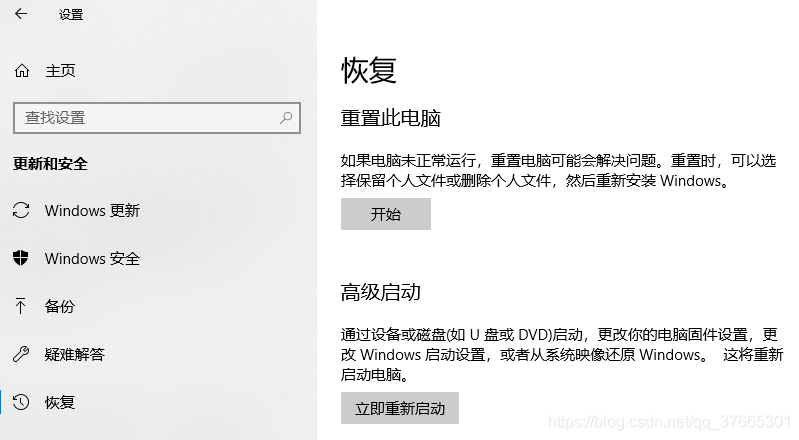 设置
主页
查找设置
更新和安全
Windows 更新
Windows 安全
备份
疑难解答
恢复
恢复
重置此电脑
如果电脑未正常运行，重置电脑可能会解决问题。重置时，可以选
择保留个人文件或删除个人文件，然后重新安装 Windows。
开始
高级启动
通过设备或磁盘(如 U 盘或 DVD)启动，更改你的电脑固件设置，更
改 Windows 启动设置，或者从系统映像还原 Windows。 这将重新
启动电脑。
立即重新启动
https://blog.csdn.net/qq_37665301